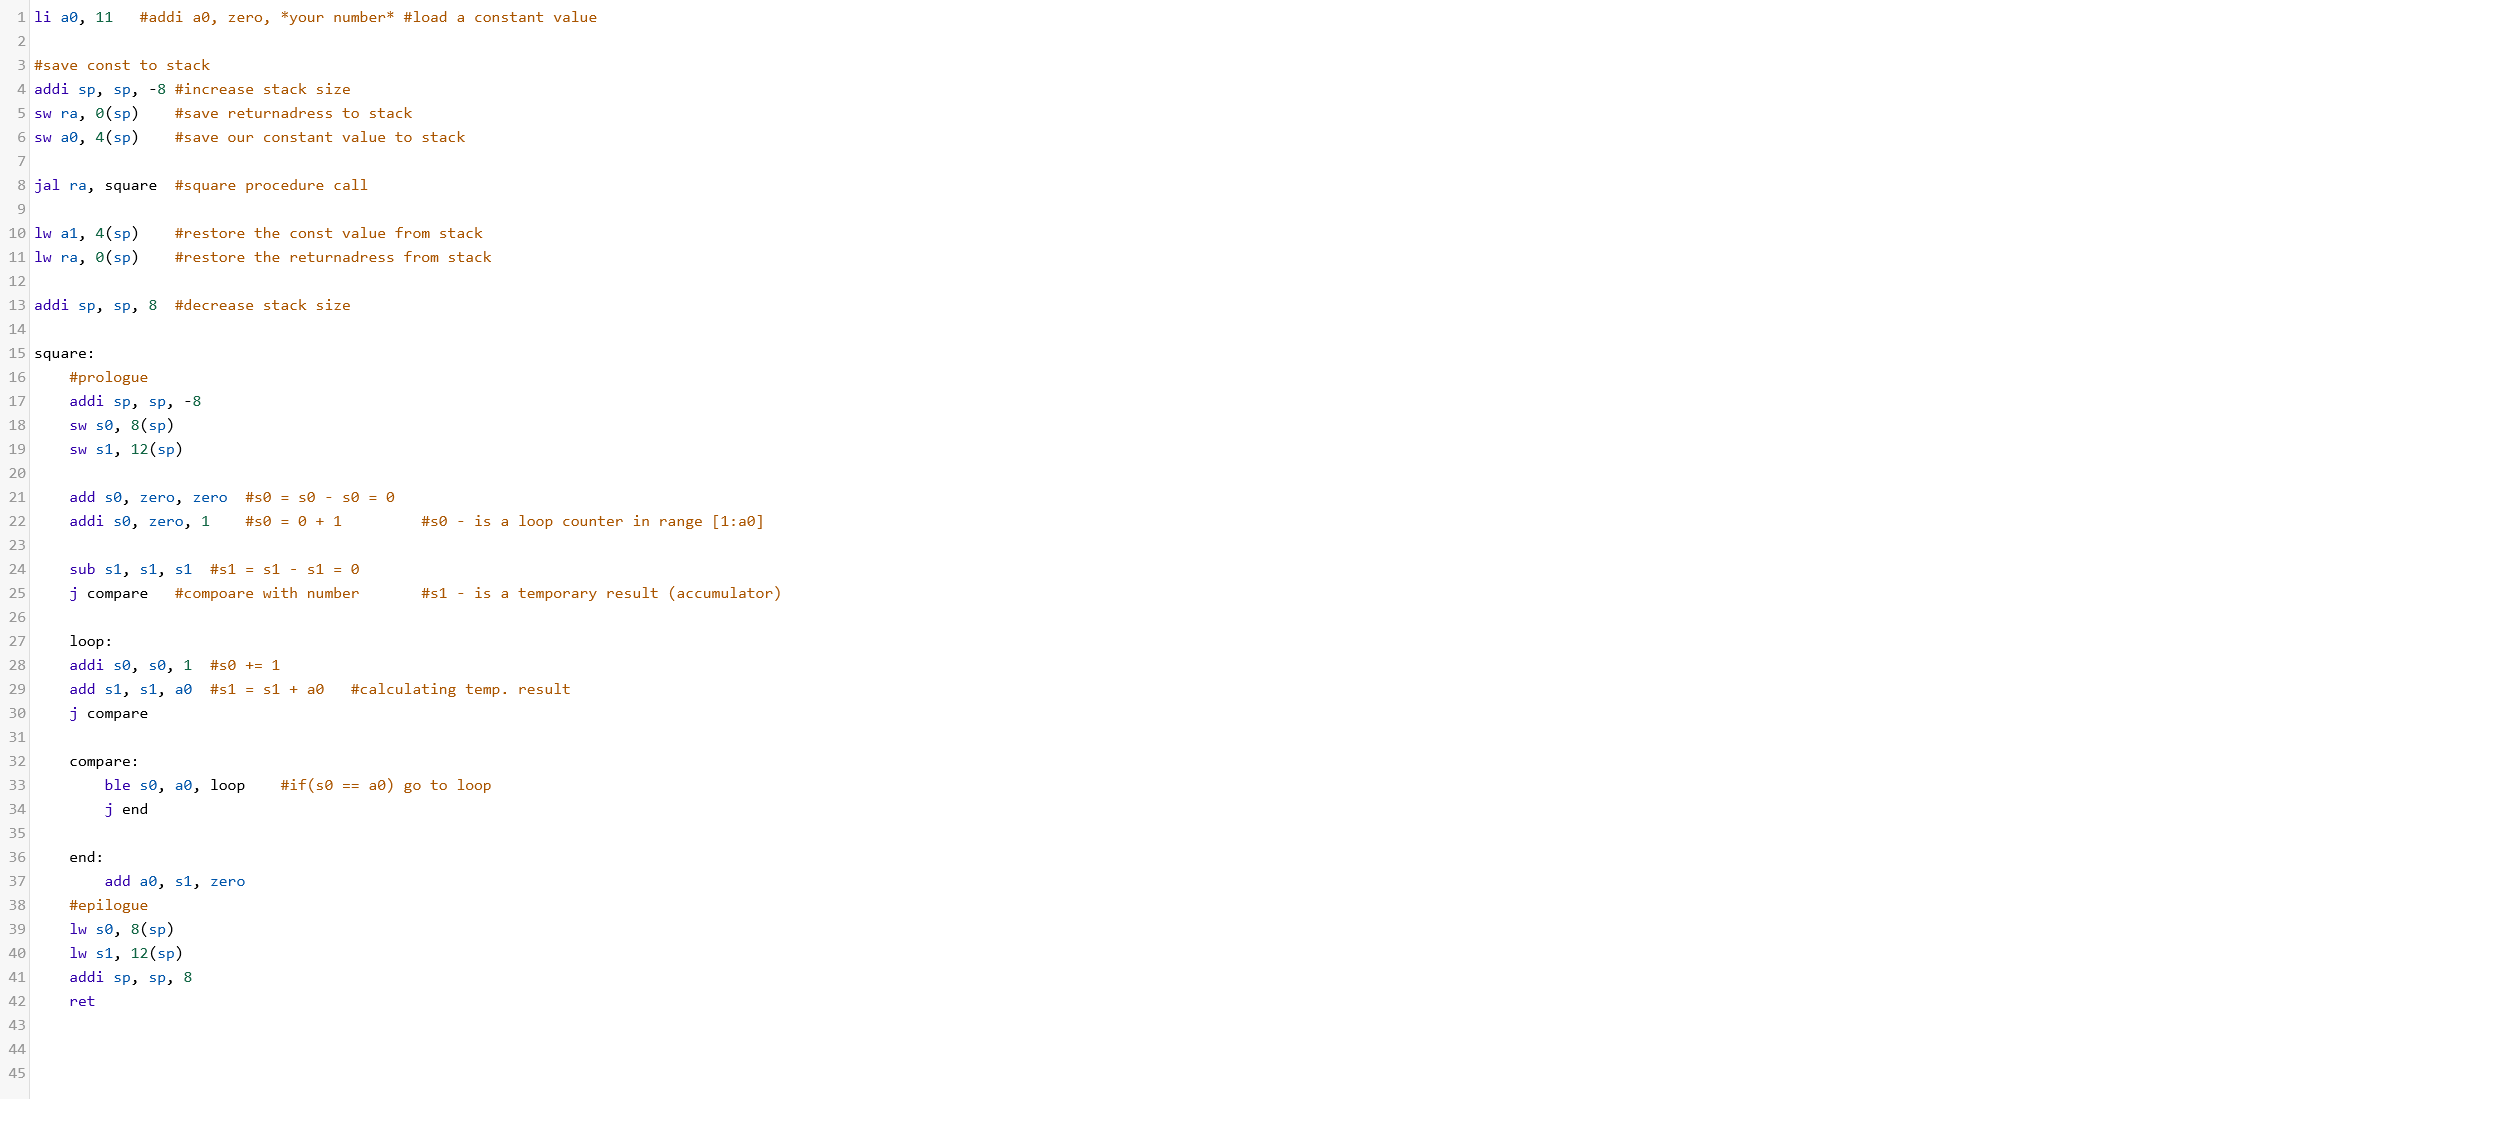 1 li a0, 11   #addi a0, zero, *your number* #load a constant value
2
3 #save const to stack
4 addi sp, sp, -8 #increase stack size
5 sw ra, 0(sp)    #save returnadress to stack
6 sw a0, 4(sp)    #save our constant value to stack
7
8 jal ra, square  #square procedure call
9
10 lw a1, 4(sp)    #restore the const value from stack
11 lw ra, 0(sp)    #restore the returnadress from stack
12
13 addi sp, sp, 8  #decrease stack size
14
15 square:
16     #prologue
17     addi sp, sp, -8
18     sw s0, 8(sp)
19     sw s1, 12(sp)
20
21     add s0, zero, zero  #s0 = s0 - s0 = 0
22     addi s0, zero, 1    #s0 = 0 + 1         #s0 - is a loop counter in range [1:a0]
23
24     sub s1, s1, s1  #s1 = s1 - s1 = 0
25     j compare   #compoare with number       #s1 - is a temporary result (accumulator)
26
27     loop:
28     addi s0, s0, 1  #s0 += 1
29     add s1, s1, a0  #s1 = s1 + a0   #calculating temp. result
30     j compare
31
32     compare:
33         ble s0, a0, loop    #if(s0 == a0) go to loop
34         j end
35
36     end:
37         add a0, s1, zero
38     #epilogue
39     lw s0, 8(sp)
40     lw s1, 12(sp)
41     addi sp, sp, 8
42     ret
43
44
45